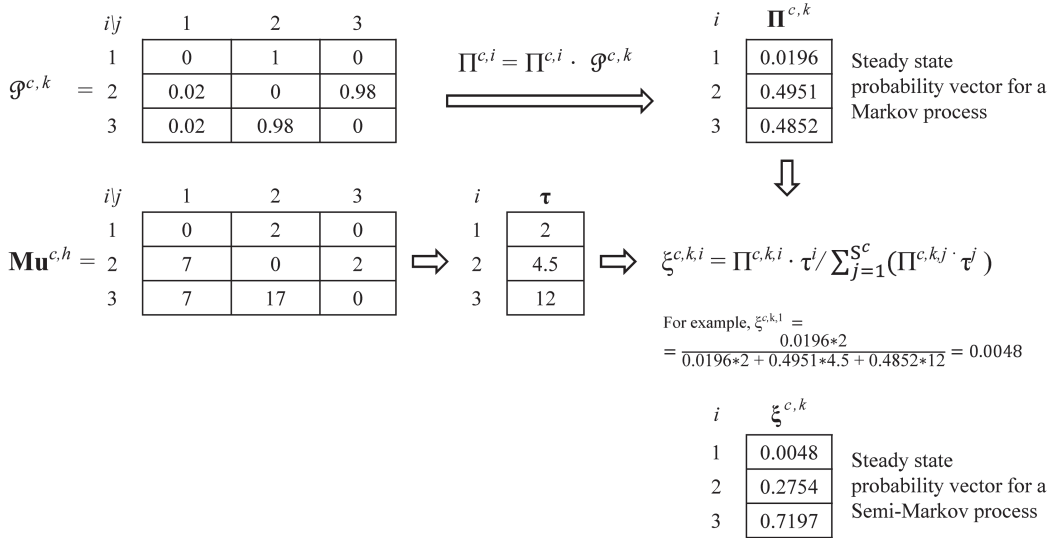 i\j 1 2 3
1 0 1 0
𝒫^{c,k} = 2 0.02 0 0.98
3 0.02 0.98 0
Π^{c,i} = Π^{c,i} · 𝒫^{c,k}
i Π^{c,k}
1 0.0196
2 0.4951
3 0.4852
Steady state
probability vector for a
Markov process
i\j 1 2 3
1 0 2 0
Mu^{c,h} = 2 7 0 2
3 7 17 0
i τ
1 2
2 4.5
3 12
ξ^{c,k,i} = Π^{c,k,i} · τ^i / ∑_{j=1}^{S^c}(Π^{c,k,j} · τ^j )
For example, ξ^{c,k,1} =
= 0.0196*2 / 0.0196*2 + 0.4951*4.5 + 0.4852*12 = 0.0048
i ξ^{c,k}
1 0.0048
2 0.2754
3 0.7197
Steady state
probability vector for a
Semi-Markov process